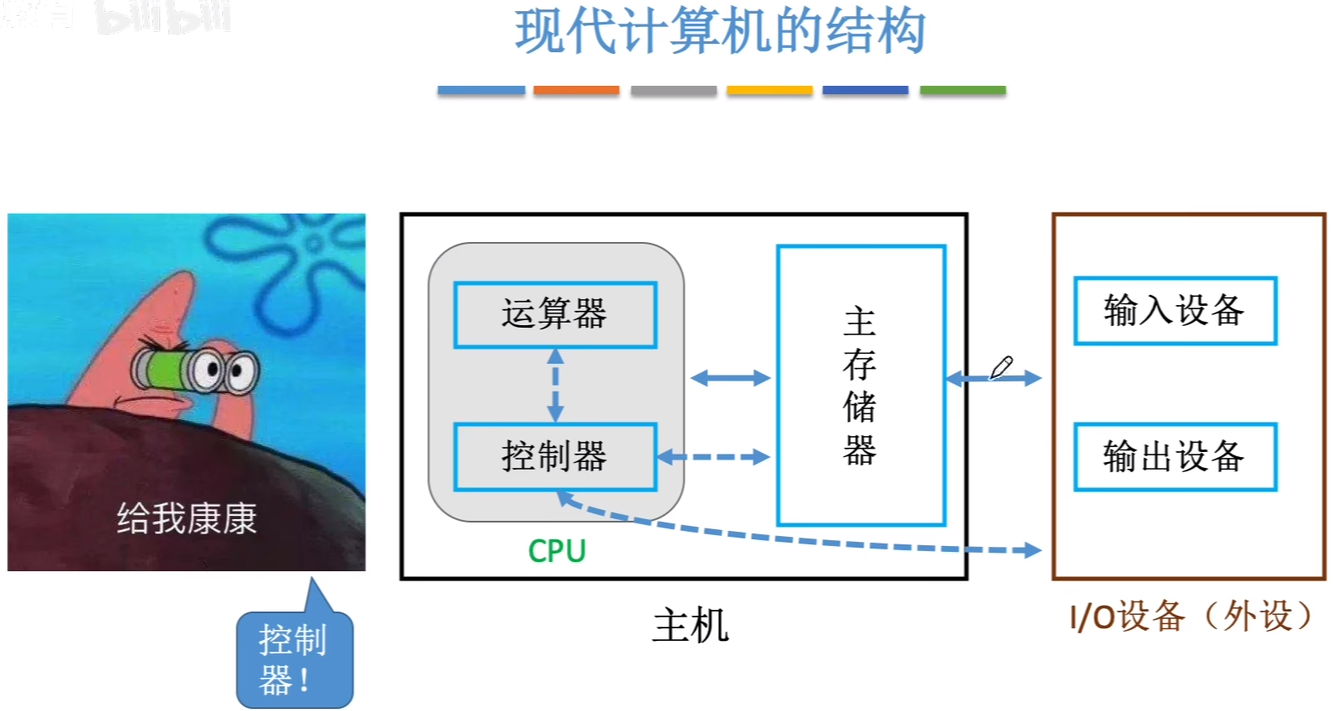 教育 bilibili
现代计算机的结构
给我康康
控制
器！
运算器
控制器
CPU
主存储器
主机
输入设备
输出设备
I/O设备（外设）